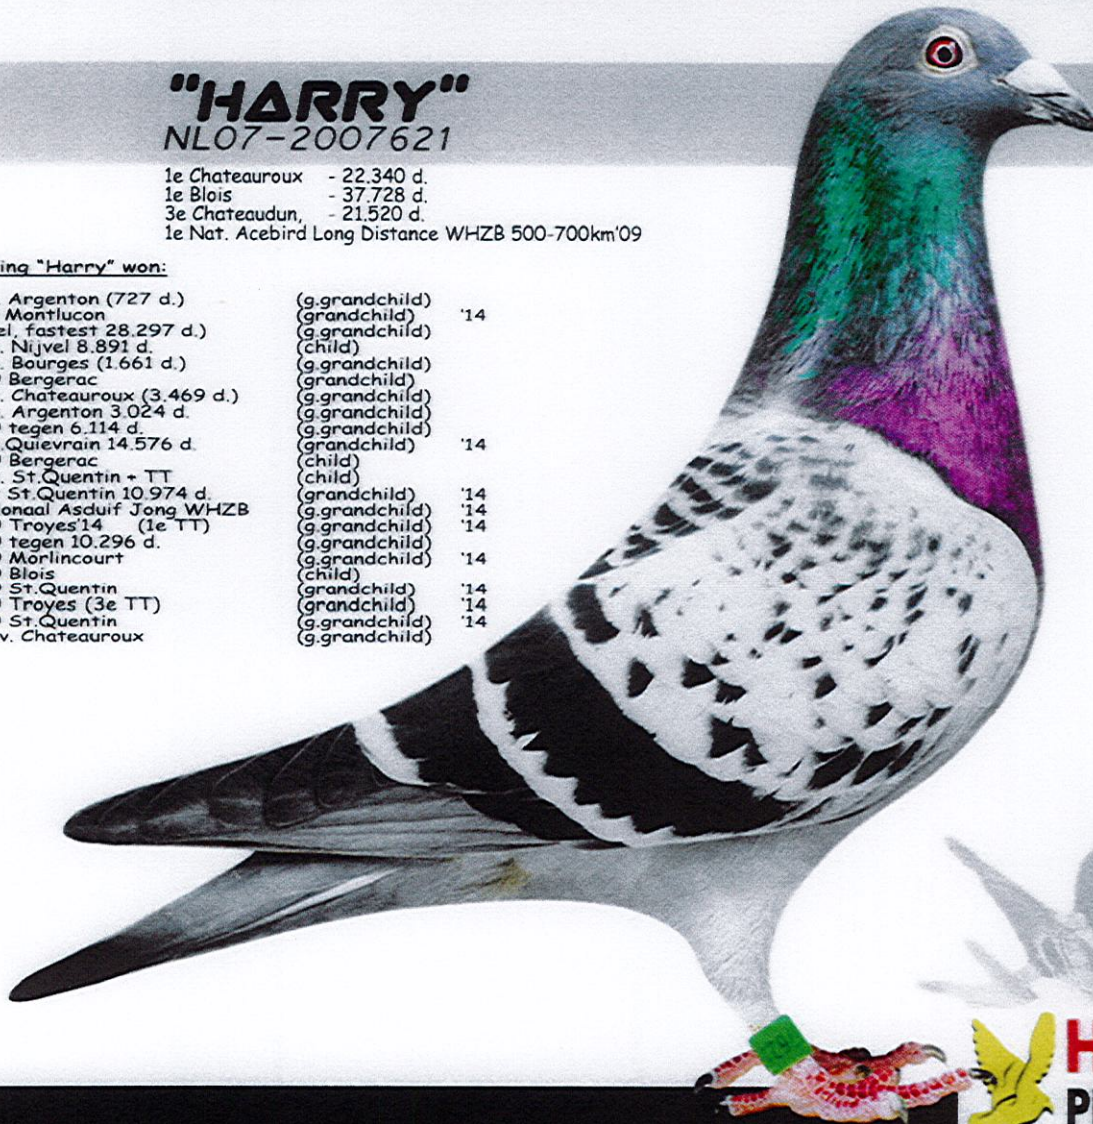 "HARRY"
NL07-2007621
1e Chateauroux - 22.340 d.
1e Blois - 37.728 d.
3e Chateaudun, - 21.520 d.
1e Nat. Acebird Long Distance WHZB 500-700km'09
ing "Harry" won:
. Argenton (727 d.) (g.grandchild)
Montlucon (grandchild) '14
el, fastest 28.297 d.) (g.grandchild)
. Nijvel 8.891 d. (child)
. Bourges (1.661 d.) (g.grandchild)
Bergerac (grandchild)
. Chateauroux (3.469 d.) (g.grandchild)
. Argenton 3.024 d. (g.grandchild)
tegen 6.114 d. (g.grandchild)
.Quievrain 14.576 d. (grandchild) '14
Bergerac (child)
. St.Quentin + TT (child)
St.Quentin 10.974 d. (grandchild) '14
onaal Asduif Jong WHZB (grandchild) '14
Troyes'14 (1e TT) (grandchild) '14
tegen 10.296 d. (g.grandchild)
Morlincourt (grandchild) '14
Blois (child)
St.Quentin (grandchild) '14
Troyes (3e TT) (grandchild) '14
St.Quentin (grandchild) '14
v. Chateauroux (g.grandchild)
H
P